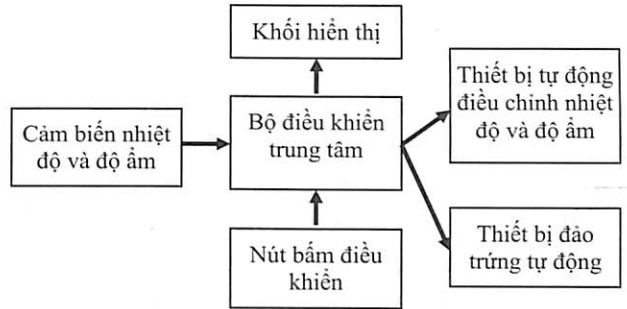 Khối hiển thị
Cảm biến nhiệt
độ và độ ẩm
Bộ điều khiển
trung tâm
Thiết bị tự động
điều chỉnh nhiệt
độ và độ ẩm
Nút bấm điều
khiển
Thiết bị đảo
trứng tự động